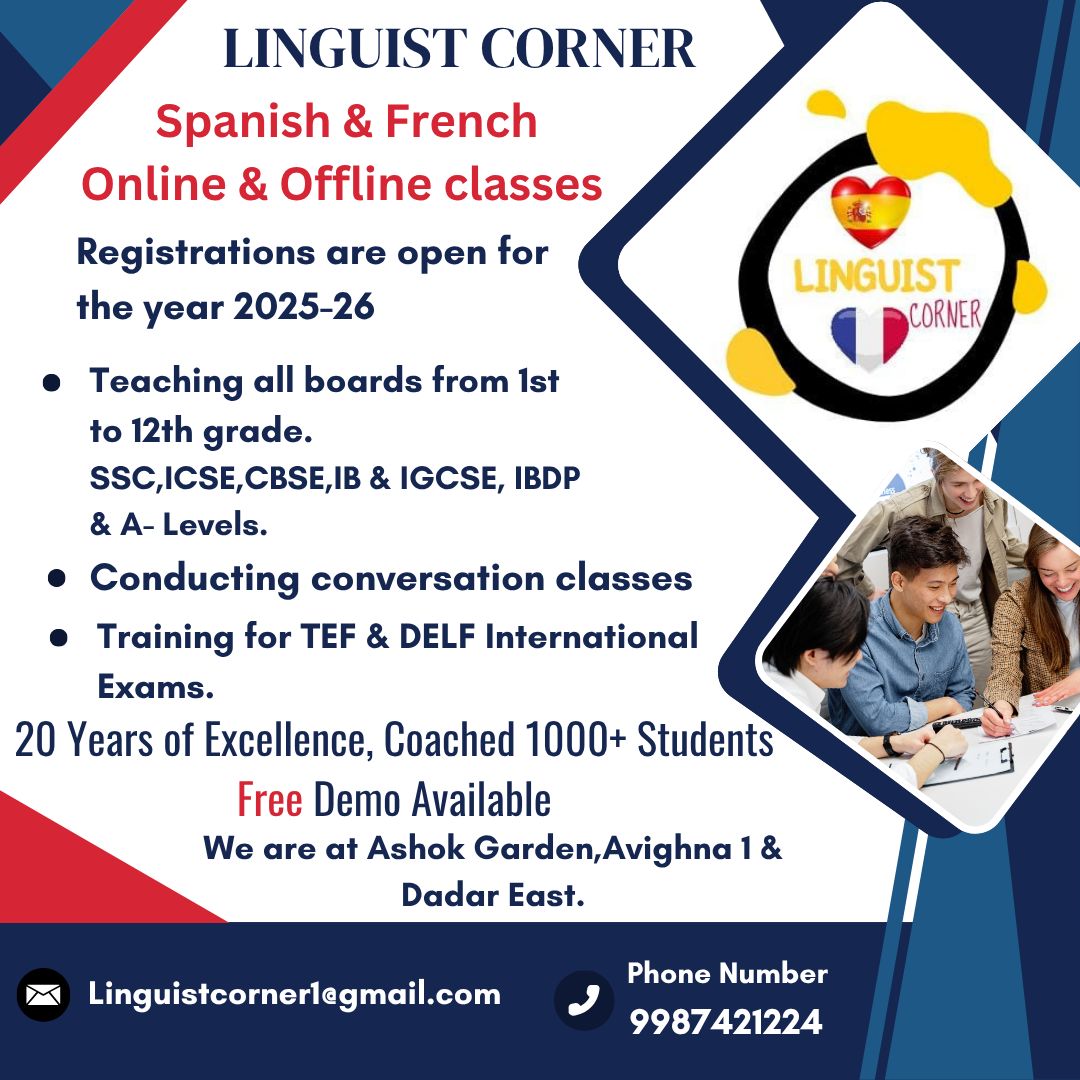 LINGUIST CORNER
Spanish & French
Online & Offline classes
Registrations are open for
the year 2025-26
Teaching all boards from 1st
to 12th grade.
SSC,ICSE,CBSE,IB & IGCSE, IBDP
& A- Levels.
Conducting conversation classes
Training for TEF & DELF International
Exams.
20 Years of Excellence, Coached 1000+ Students
Free Demo Available
We are at Ashok Garden,Avighna 1 &
Dadar East.
LINGUIST
CORNER
Linguistcorner1@gmail.com
Phone Number
9987421224